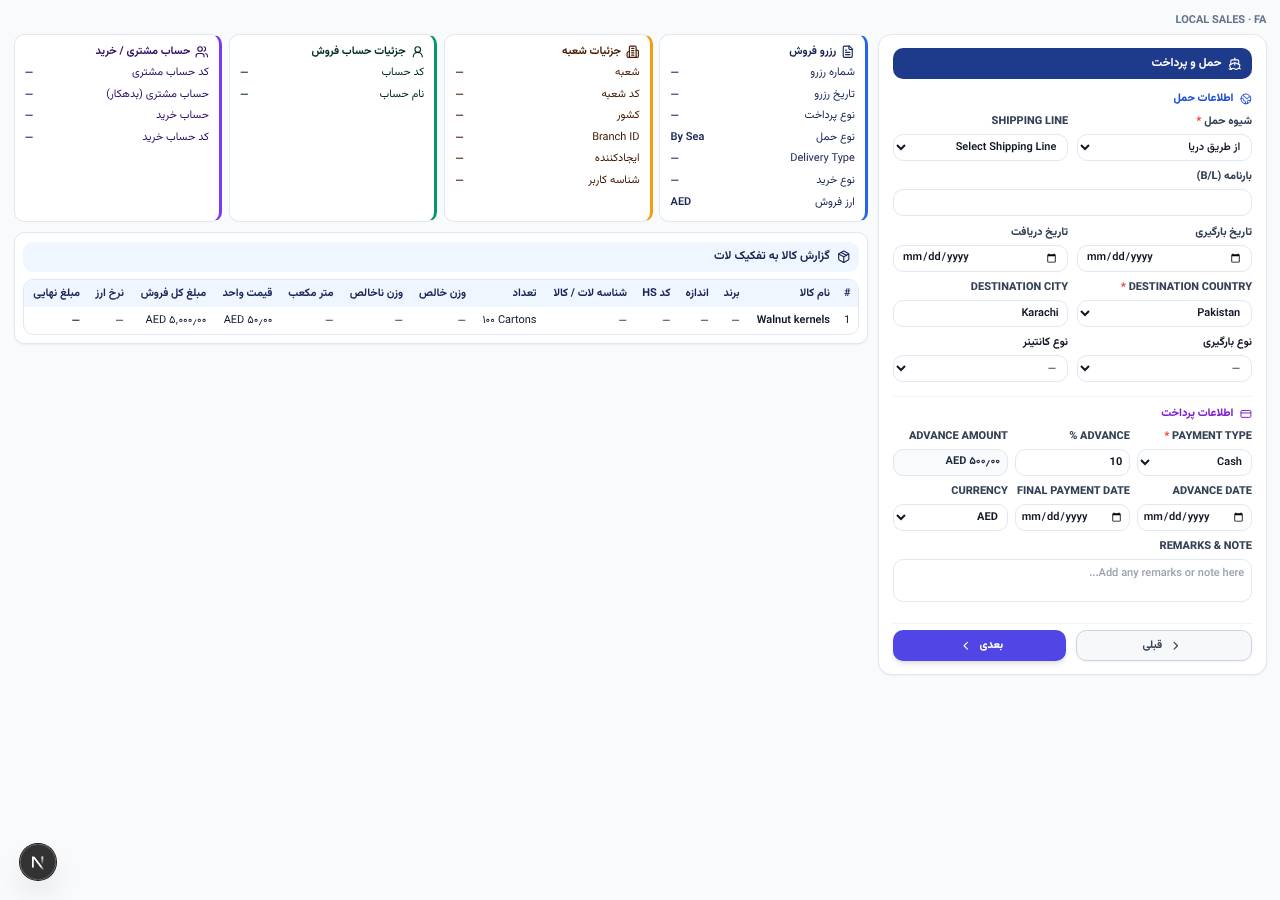 LOCAL SALES · FA
حمل و پرداخت
اطلاعات حمل
شیوه حمل *
SHIPPING LINE
از طریق دریا
Select Shipping Line
بارنامه (B/L)
تاریخ بارگیری
تاریخ دریافت
mm/dd/yyyy
mm/dd/yyyy
DESTINATION COUNTRY *
DESTINATION CITY
Pakistan
Karachi
نوع بارگیری
نوع کانتینر
—
—
اطلاعات پرداخت
PAYMENT TYPE *
% ADVANCE
ADVANCE AMOUNT
Cash
10
AED ۵۰۰٫۰۰
ADVANCE DATE
FINAL PAYMENT DATE
CURRENCY
mm/dd/yyyy
mm/dd/yyyy
AED
REMARKS & NOTE
...Add any remarks or note here
قبلی
بعدی
رزرو فروش
شماره رزرو —
تاریخ رزرو —
نوع پرداخت —
نوع حمل By Sea
Delivery Type —
نوع خرید —
ارز فروش AED
جزئیات شعبه
شعبه —
کد شعبه —
کشور —
Branch ID —
ایجادکننده —
شناسه کاربر —
جزئیات حساب فروش
کد حساب —
نام حساب —
حساب مشتری / خرید
کد حساب مشتری —
حساب مشتری (بدهکار) —
حساب خرید —
کد حساب خرید —
گزارش کالا به تفکیک لات
# نام کالا برند اندازه کد HS شناسه لات / کالا تعداد وزن خالص وزن ناخالص متر مکعب قیمت واحد مبلغ کل فروش نرخ ارز مبلغ نهایی
1 Walnut kernels — — — — ۱۰۰ Cartons — — — AED ۵۰٫۰۰ AED ۵٬۰۰۰٫۰۰ — —
N